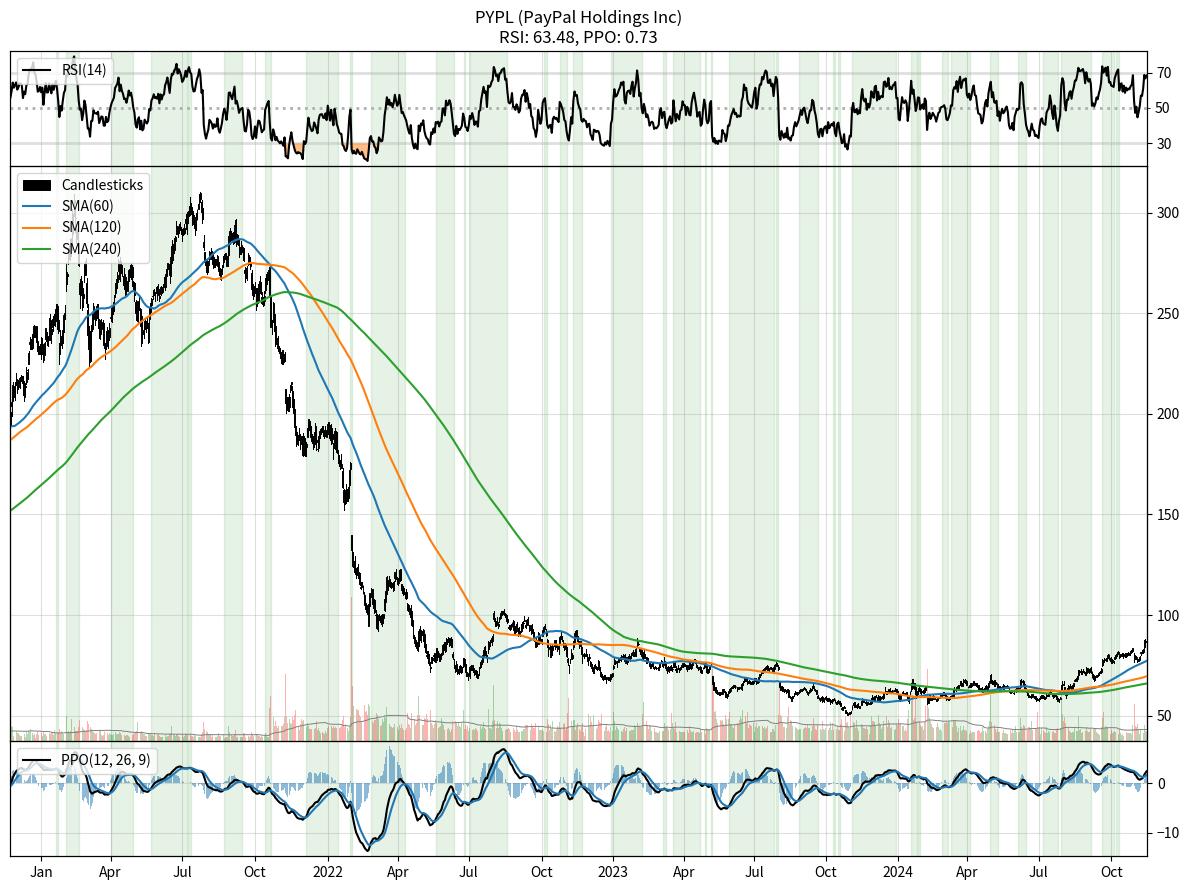 PYPL (PayPal Holdings Inc)
RSI: 63.48, PPO: 0.73
RSI(14)
70
50
30
Candlesticks
SMA(60)
SMA(120)
SMA(240)
300
250
200
150
100
50
PPO(12, 26, 9)
0
−10
Jan Apr Jul Oct 2022 Apr Jul Oct 2023 Apr Jul Oct 2024 Apr Jul Oct